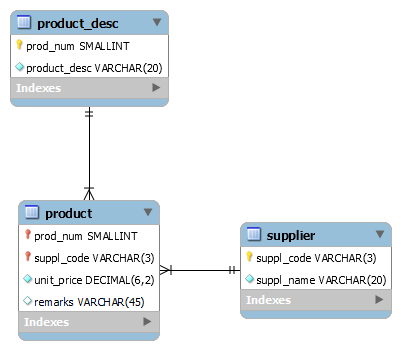 product_desc
prod_num SMALLINT
product_desc VARCHAR(20)
Indexes
product
prod_num SMALLINT
suppl_code VARCHAR(3)
unit_price DECIMAL(6,2)
remarks VARCHAR(45)
Indexes
supplier
suppl_code VARCHAR(3)
suppl_name VARCHAR(20)
Indexes